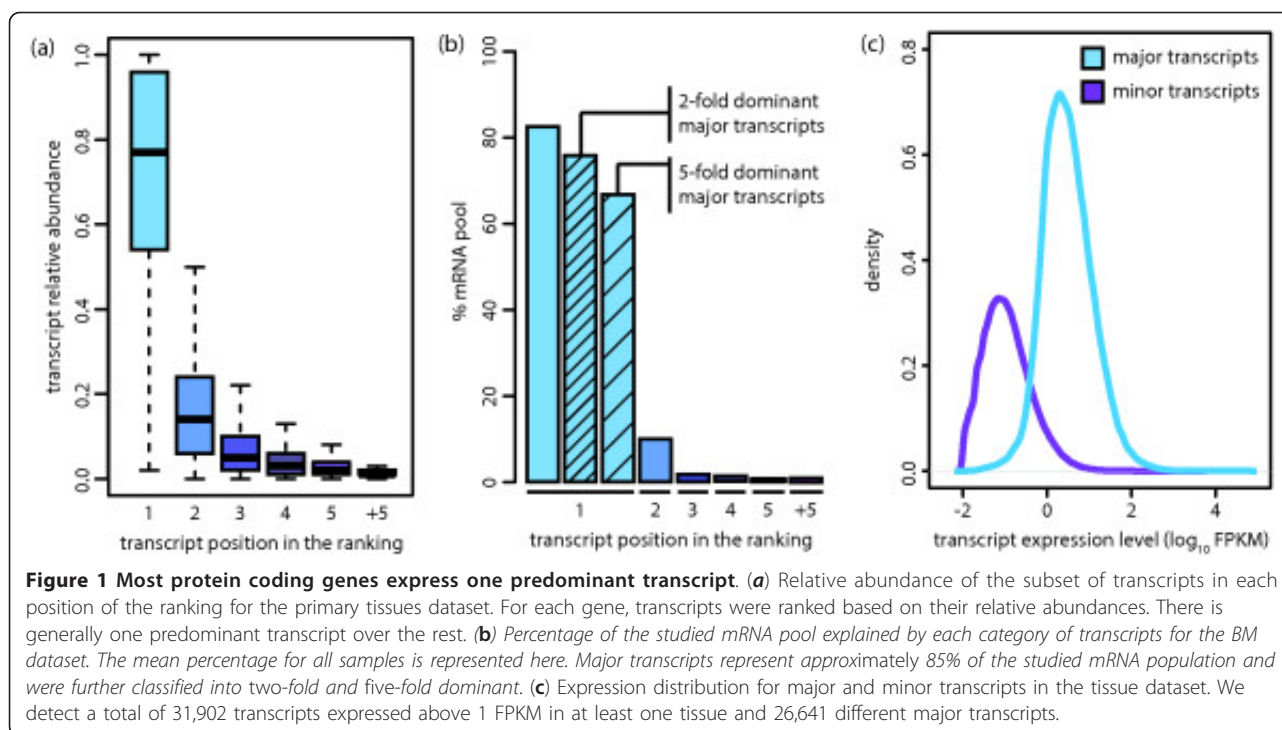 (a)
1.0
0.8
0.6
0.4
0.2
0.0
transcript relative abundance
1 2 3 4 5 +5
transcript position in the ranking
(b)
100
80
60
40
20
0
% mRNA pool
2-fold dominant
major transcripts
5-fold dominant
major transcripts
1 2 3 4 5 +5
transcript position in the ranking
(c)
major transcripts
minor transcripts
0.8
0.6
0.4
0.2
0.0
density
-2 0 2 4
transcript expression level (log10 FPKM)
Figure 1 Most protein coding genes express one predominant transcript. (a) Relative abundance of the subset of transcripts in each
position of the ranking for the primary tissues dataset. For each gene, transcripts were ranked based on their relative abundances. There is
generally one predominant transcript over the rest. (b) Percentage of the studied mRNA pool explained by each category of transcripts for the BM
dataset. The mean percentage for all samples is represented here. Major transcripts represent approximately 85% of the studied mRNA population and
were further classified into two-fold and five-fold dominant. (c) Expression distribution for major and minor transcripts in the tissue dataset. We
detect a total of 31,902 transcripts expressed above 1 FPKM in at least one tissue and 26,641 different major transcripts.